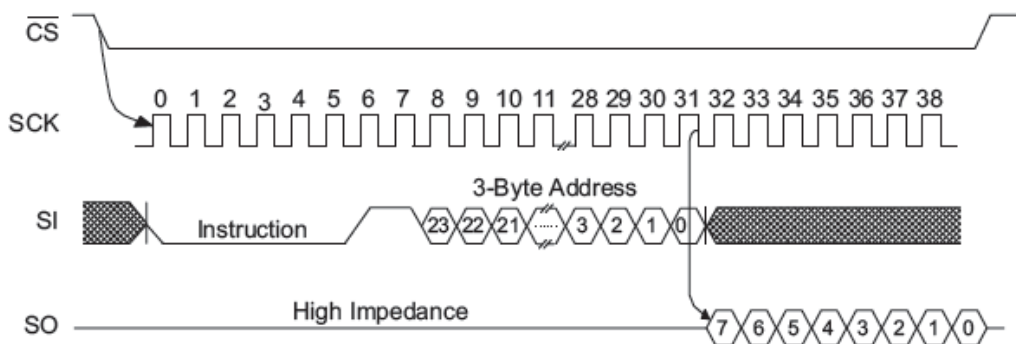 CS
0 1 2 3 4 5 6 7 8 9 10 11 28 29 30 31 32 33 34 35 36 37 38
SCK
3-Byte Address
SI Instruction 23 22 21 ..... 3 2 1 0
High Impedance
SO 7 6 5 4 3 2 1 0